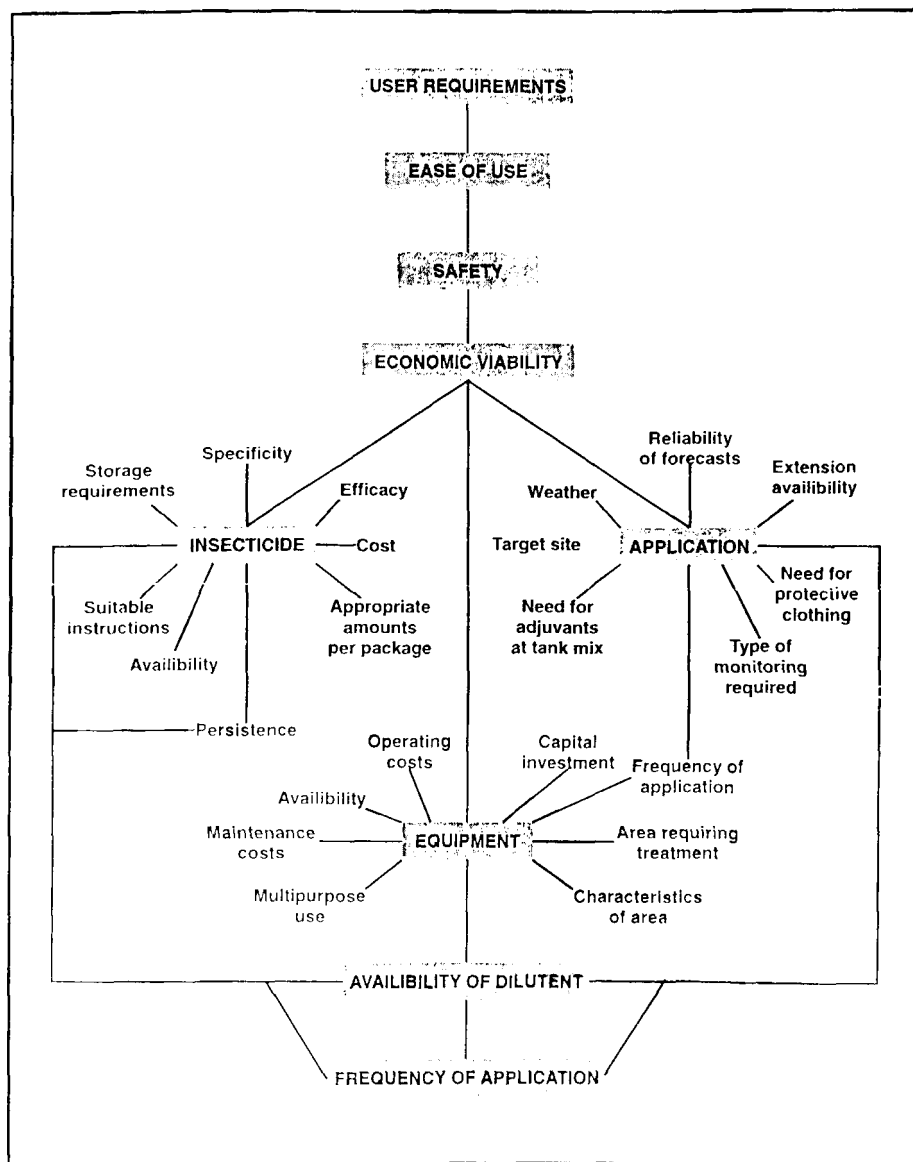 USER REQUIREMENTS
EASE OF USE
SAFETY
ECONOMIC VIABILITY
Specificity
Storage
requirements
Efficacy
INSECTICIDE
Cost
Suitable
instructions
Appropriate
amounts
per package
Availibility
Persistence
Reliability
of forecasts
Extension
availability
Weather
Target site
APPLICATION
Need for
adjuvants
at tank mix
Need for
protective
clothing
Type of
monitoring
required
Operating
costs
Capital
investment
Frequency of
application
Availibility
Maintenance
costs
EQUIPMENT
Area requiring
treatment
Multipurpose
use
Characteristics
of area
AVAILIBILITY OF DILUTENT
FREQUENCY OF APPLICATION